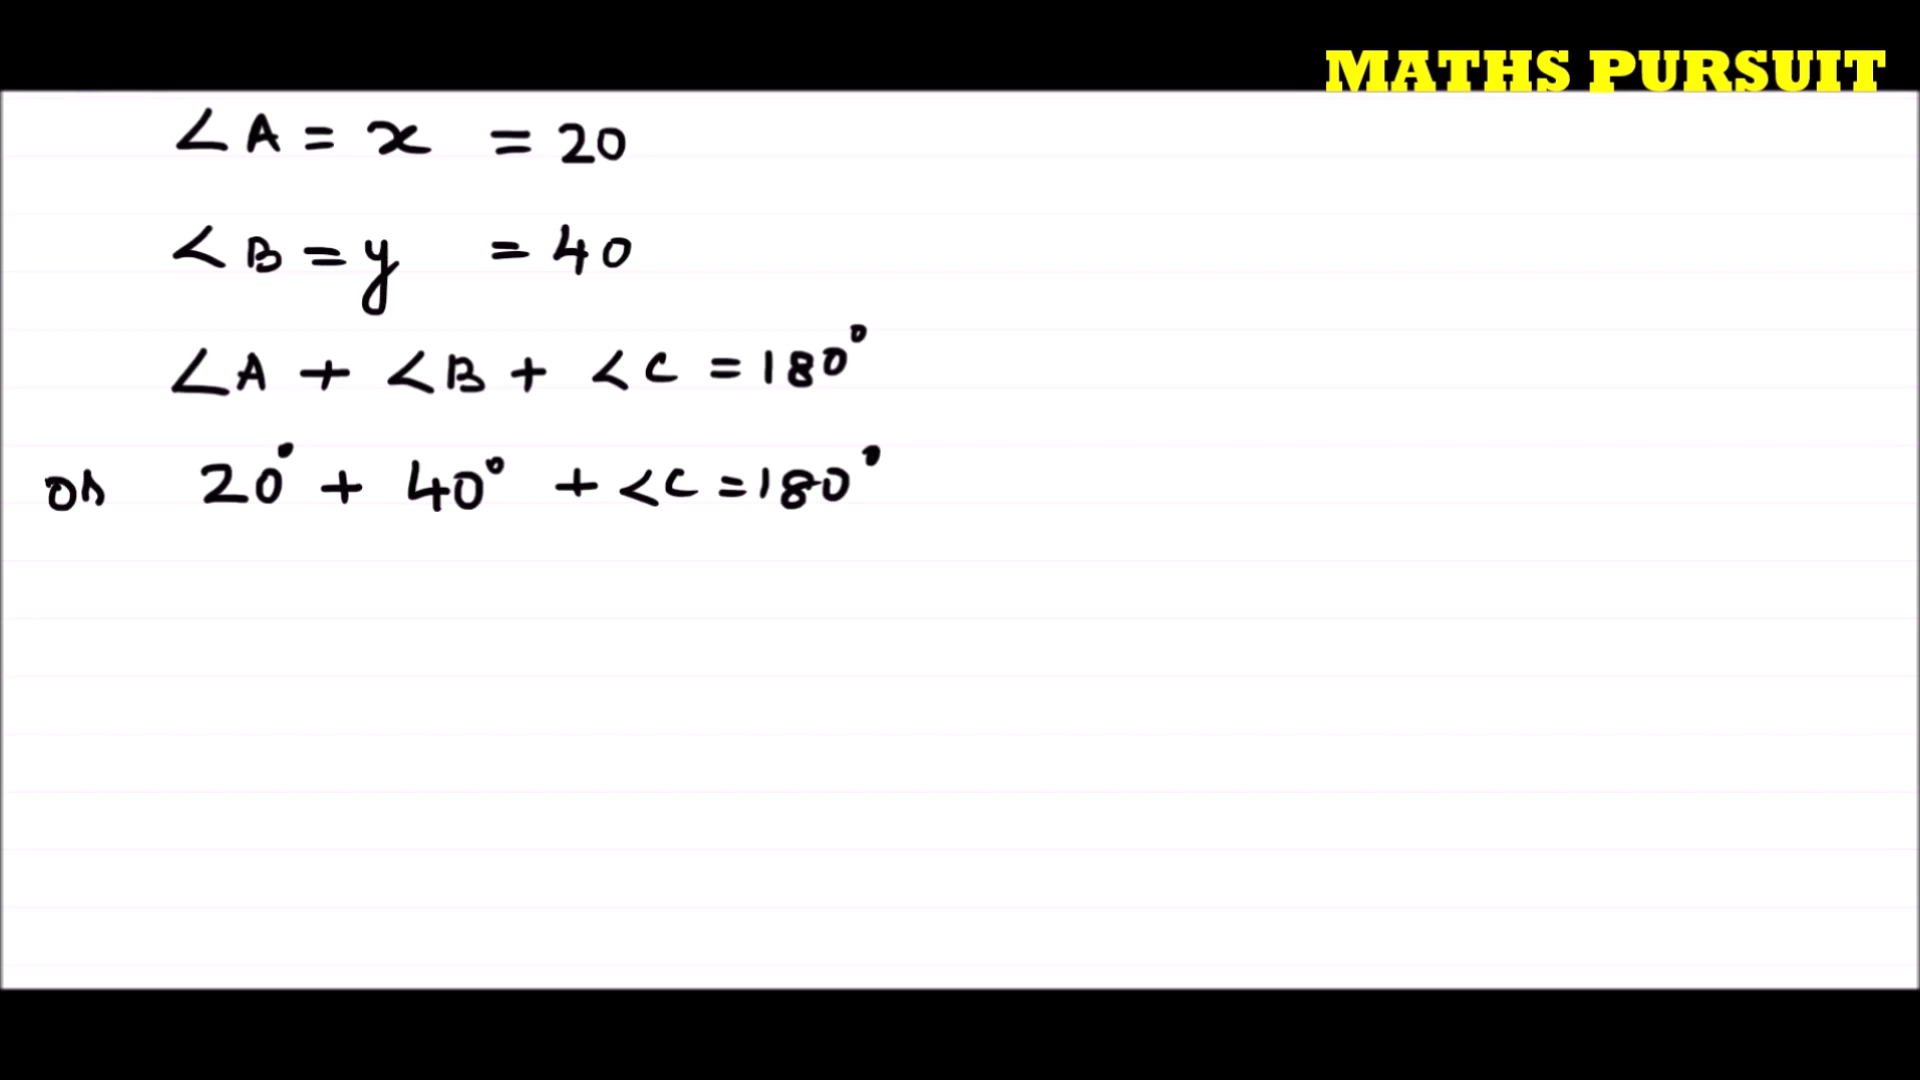 MATHS PURSUIT
∠A = x = 20
∠B = y = 40
∠A + ∠B + ∠C = 180°
or 20° + 40° + ∠C = 180°